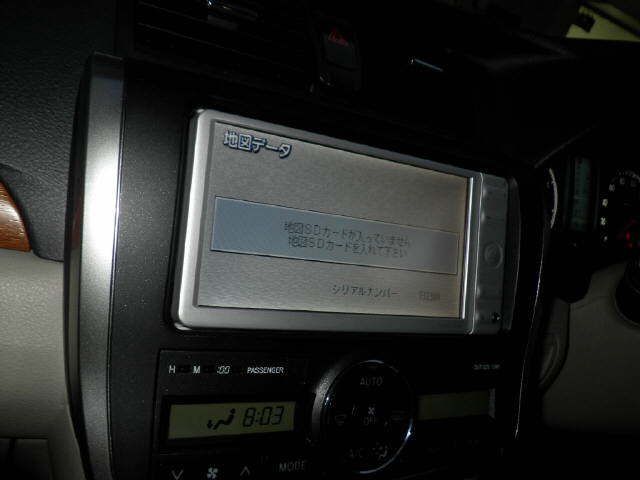 地図データ
地図SDカードが入っていません
地図SDカードを入れて下さい
シリアルナンバー
H M :00 PASSENGER
AUTO
8:03
OFF
A/C
MODE